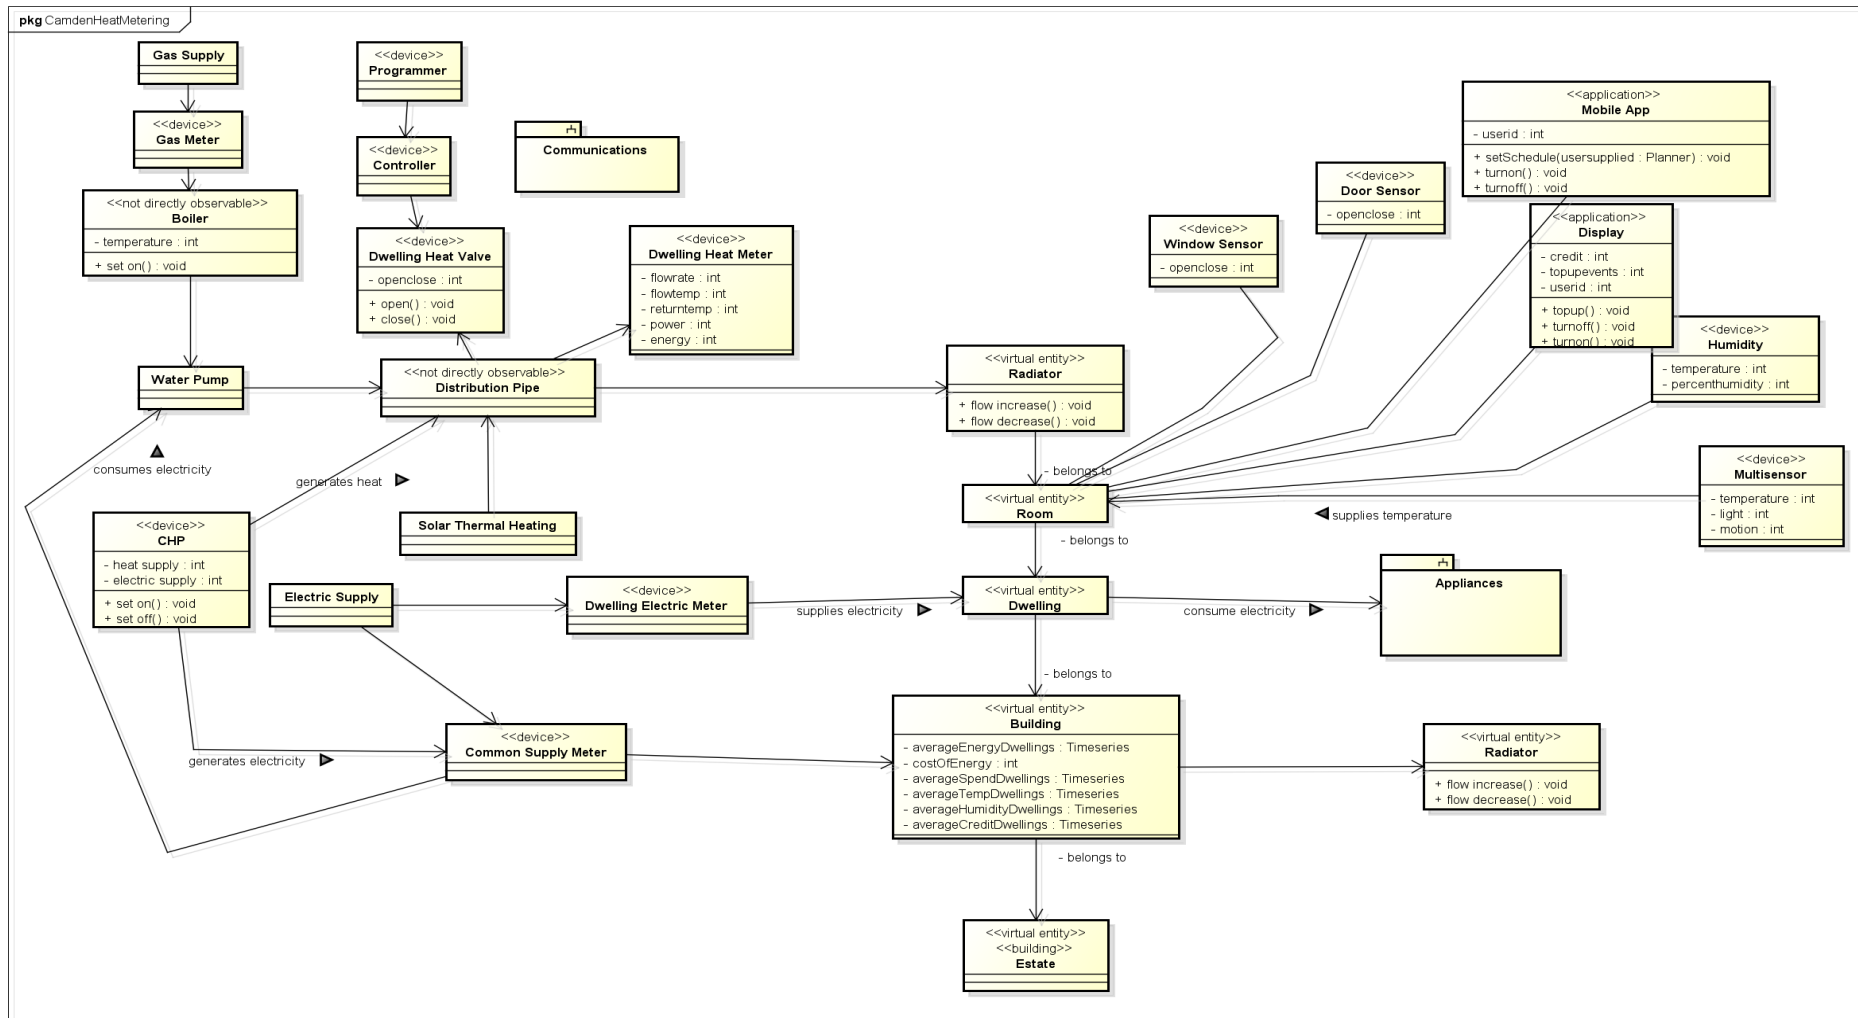 pkg CamdenHeatMetering
Gas Supply
<<device>>
Gas Meter
<<not directly observable>>
Boiler
- temperature : int
+ set on() : void
<<device>>
Programmer
<<device>>
Controller
Communications
<<device>>
Dwelling Heat Valve
- openclose : int
+ open() : void
+ close() : void
<<device>>
Dwelling Heat Meter
- flowrate : int
- flowtemp : int
- returntemp : int
- power : int
- energy : int
<<application>>
Mobile App
- userid : int
+ setSchedule(usersupplied : Planner) : void
+ turnon() : void
+ turnoff() : void
<<device>>
Door Sensor
- openclose : int
<<device>>
Window Sensor
- openclose : int
<<application>>
Display
- credit : int
- topupevents : int
- userid : int
+ topup() : void
+ turnoff() : void
+ turnon() : void
<<device>>
Humidity
- temperature : int
- percenthumidity : int
Water Pump
<<not directly observable>>
Distribution Pipe
<<virtual entity>>
Radiator
+ flow increase() : void
+ flow decrease() : void
consumes electricity
generates heat
- belongs to
<<device>>
Multisensor
- temperature : int
- light : int
- motion : int
<<virtual entity>>
Room
supplies temperature
<<device>>
CHP
- heat supply : int
- electric supply : int
+ set on() : void
+ set off() : void
Solar Thermal Heating
- belongs to
Electric Supply
<<device>>
Dwelling Electric Meter
supplies electricity
<<virtual entity>>
Dwelling
consume electricity
Appliances
- belongs to
<<device>>
Common Supply Meter
generates electricity
<<virtual entity>>
Building
- averageEnergyDwellings : Timeseries
- costOfEnergy : int
- averageSpendDwellings : Timeseries
- averageTempDwellings : Timeseries
- averageHumidityDwellings : Timeseries
- averageCreditDwellings : Timeseries
<<virtual entity>>
Radiator
+ flow increase() : void
+ flow decrease() : void
- belongs to
<<virtual entity>>
<<building>>
Estate